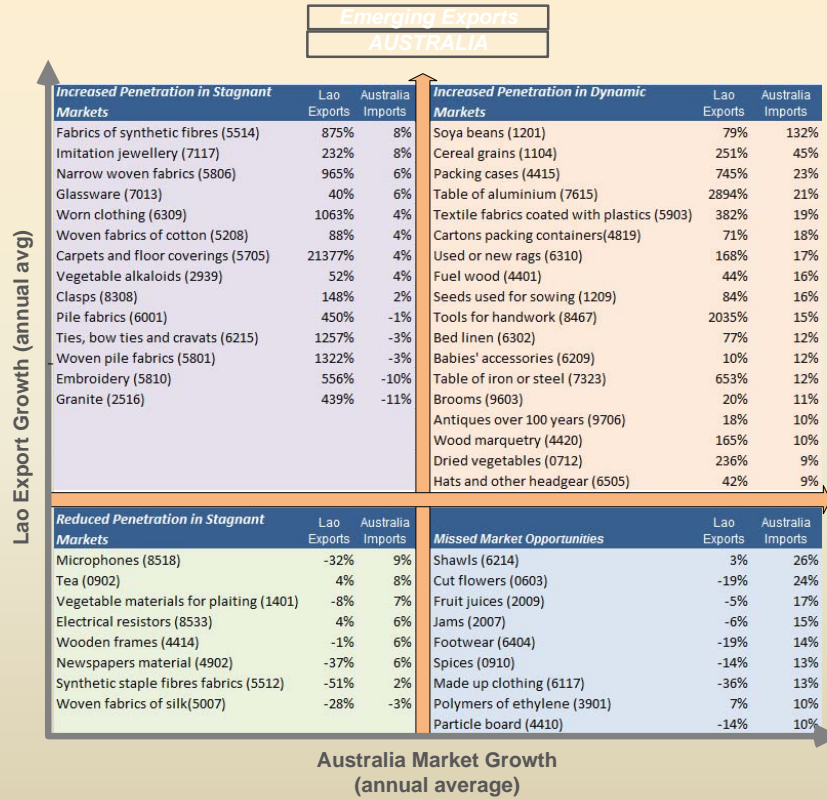 Emerging Exports
AUSTRALIA
Lao Export Growth (annual avg)
Increased Penetration in Stagnant Markets Lao Exports Australia Imports
Fabrics of synthetic fibres (5514) 875% 8%
Imitation jewellery (7117) 232% 8%
Narrow woven fabrics (5806) 965% 6%
Glassware (7013) 40% 6%
Worn clothing (6309) 1063% 4%
Woven fabrics of cotton (5208) 88% 4%
Carpets and floor coverings (5705) 21377% 4%
Vegetable alkaloids (2939) 52% 4%
Clasps (8308) 148% 2%
Pile fabrics (6001) 450% -1%
Ties, bow ties and cravats (6215) 1257% -3%
Woven pile fabrics (5801) 1322% -3%
Embroidery (5810) 556% -10%
Granite (2516) 439% -11%
Increased Penetration in Dynamic Markets Lao Exports Australia Imports
Soya beans (1201) 79% 132%
Cereal grains (1104) 251% 45%
Packing cases (4415) 745% 23%
Table of aluminium (7615) 2894% 21%
Textile fabrics coated with plastics (5903) 382% 19%
Cartons packing containers(4819) 71% 18%
Used or new rags (6310) 168% 17%
Fuel wood (4401) 44% 16%
Seeds used for sowing (1209) 84% 16%
Tools for handwork (8467) 2035% 15%
Bed linen (6302) 77% 12%
Babies' accessories (6209) 10% 12%
Table of iron or steel (7323) 653% 12%
Brooms (9603) 20% 11%
Antiques over 100 years (9706) 18% 10%
Wood marquetry (4420) 165% 10%
Dried vegetables (0712) 236% 9%
Hats and other headgear (6505) 42% 9%
Reduced Penetration in Stagnant Markets Lao Exports Australia Imports
Microphones (8518) -32% 9%
Tea (0902) 4% 8%
Vegetable materials for plaiting (1401) -8% 7%
Electrical resistors (8533) 4% 6%
Wooden frames (4414) -1% 6%
Newspapers material (4902) -37% 6%
Synthetic staple fibres fabrics (5512) -51% 2%
Woven fabrics of silk(5007) -28% -3%
Missed Market Opportunities Lao Exports Australia Imports
Shawls (6214) 3% 26%
Cut flowers (0603) -19% 24%
Fruit juices (2009) -5% 17%
Jams (2007) -6% 15%
Footwear (6404) -19% 14%
Spices (0910) -14% 13%
Made up clothing (6117) -36% 13%
Polymers of ethylene (3901) 7% 10%
Particle board (4410) -14% 10%
Australia Market Growth
(annual average)